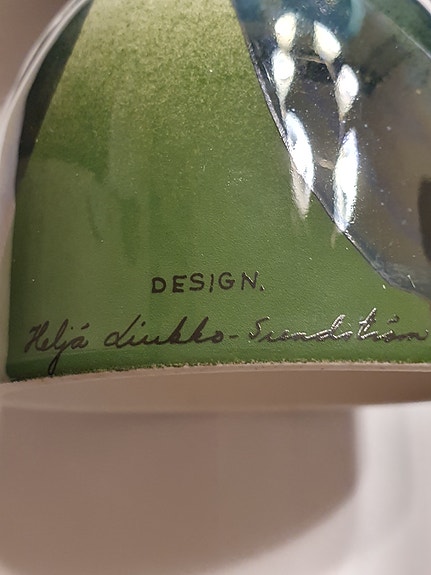 DESIGN.
Heljä Liukko-Sundström